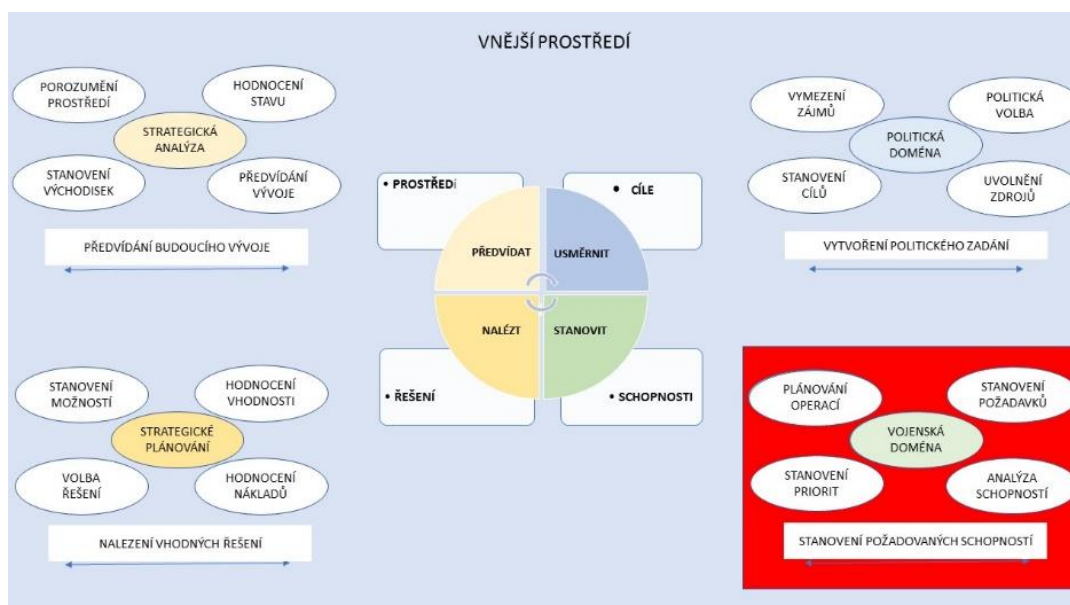 VNĚJŠÍ PROSTŘEDÍ
POROZUMĚNÍ
PROSTŘEDÍ
HODNOCENÍ
STAVU
STRATEGICKÁ
ANALÝZA
STANOVENÍ
VÝCHODISEK
PŘEDVÍDÁNÍ
VÝVOJE
PŘEDVÍDÁNÍ BUDOUCÍHO VÝVOJE
VYMEZENÍ
ZÁJMŮ
POLITICKÁ
VOLBA
POLITICKÁ
DOMÉNA
STANOVENÍ
CÍLŮ
UVOLNĚNÍ
ZDROJŮ
VYTVOŘENÍ POLITICKÉHO ZADÁNÍ
• PROSTŘEDí
• CÍLE
PŘEDVÍDAT
USMĚRNIT
NALÉZT
STANOVIT
• ŘEŠENÍ
• SCHOPNOSTI
STANOVENÍ
MOŽNOSTÍ
HODNOCENÍ
VHODNOSTI
STRATEGICKÉ
PLÁNOVÁNÍ
VOLBA
ŘEŠENÍ
HODNOCENÍ
NÁKLADŮ
NALEZENÍ VHODNÝCH ŘEŠENÍ
PLÁNOVÁNÍ
OPERACÍ
STANOVENÍ
POŽADAVKŮ
VOJENSKÁ
DOMÉNA
STANOVENÍ
PRIORIT
ANALÝZA
SCHOPNOSTÍ
STANOVENÍ POŽADOVANÝCH SCHOPNOSTÍ